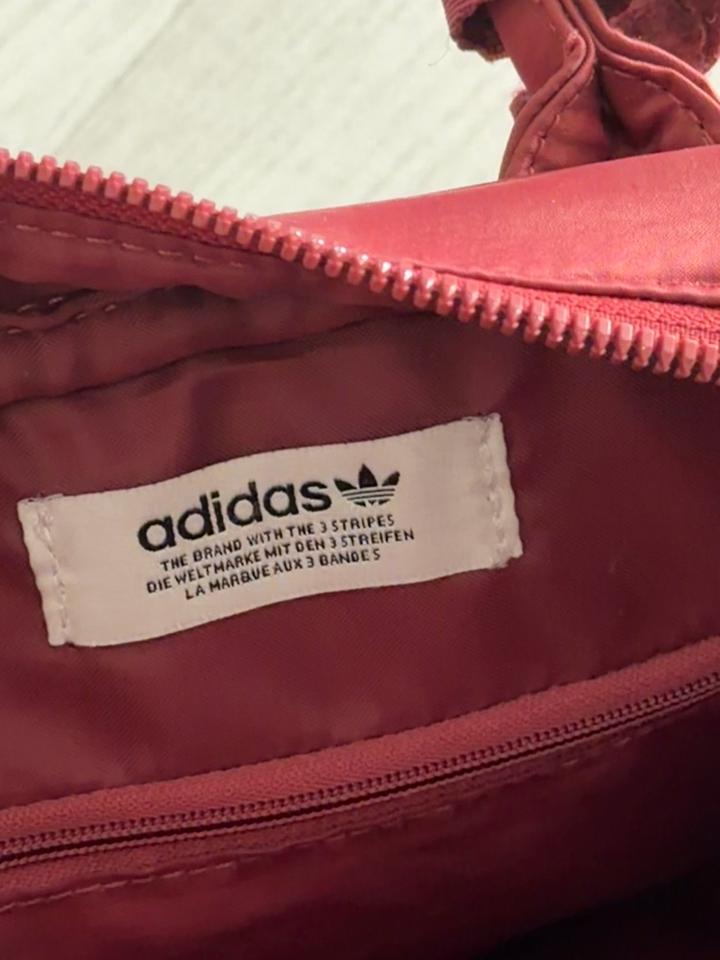 adidas
THE BRAND WITH THE 3 STRIPES
DIE WELTMARKE MIT DEN 3 STREIFEN
LA MARQUE AUX 3 BANDES